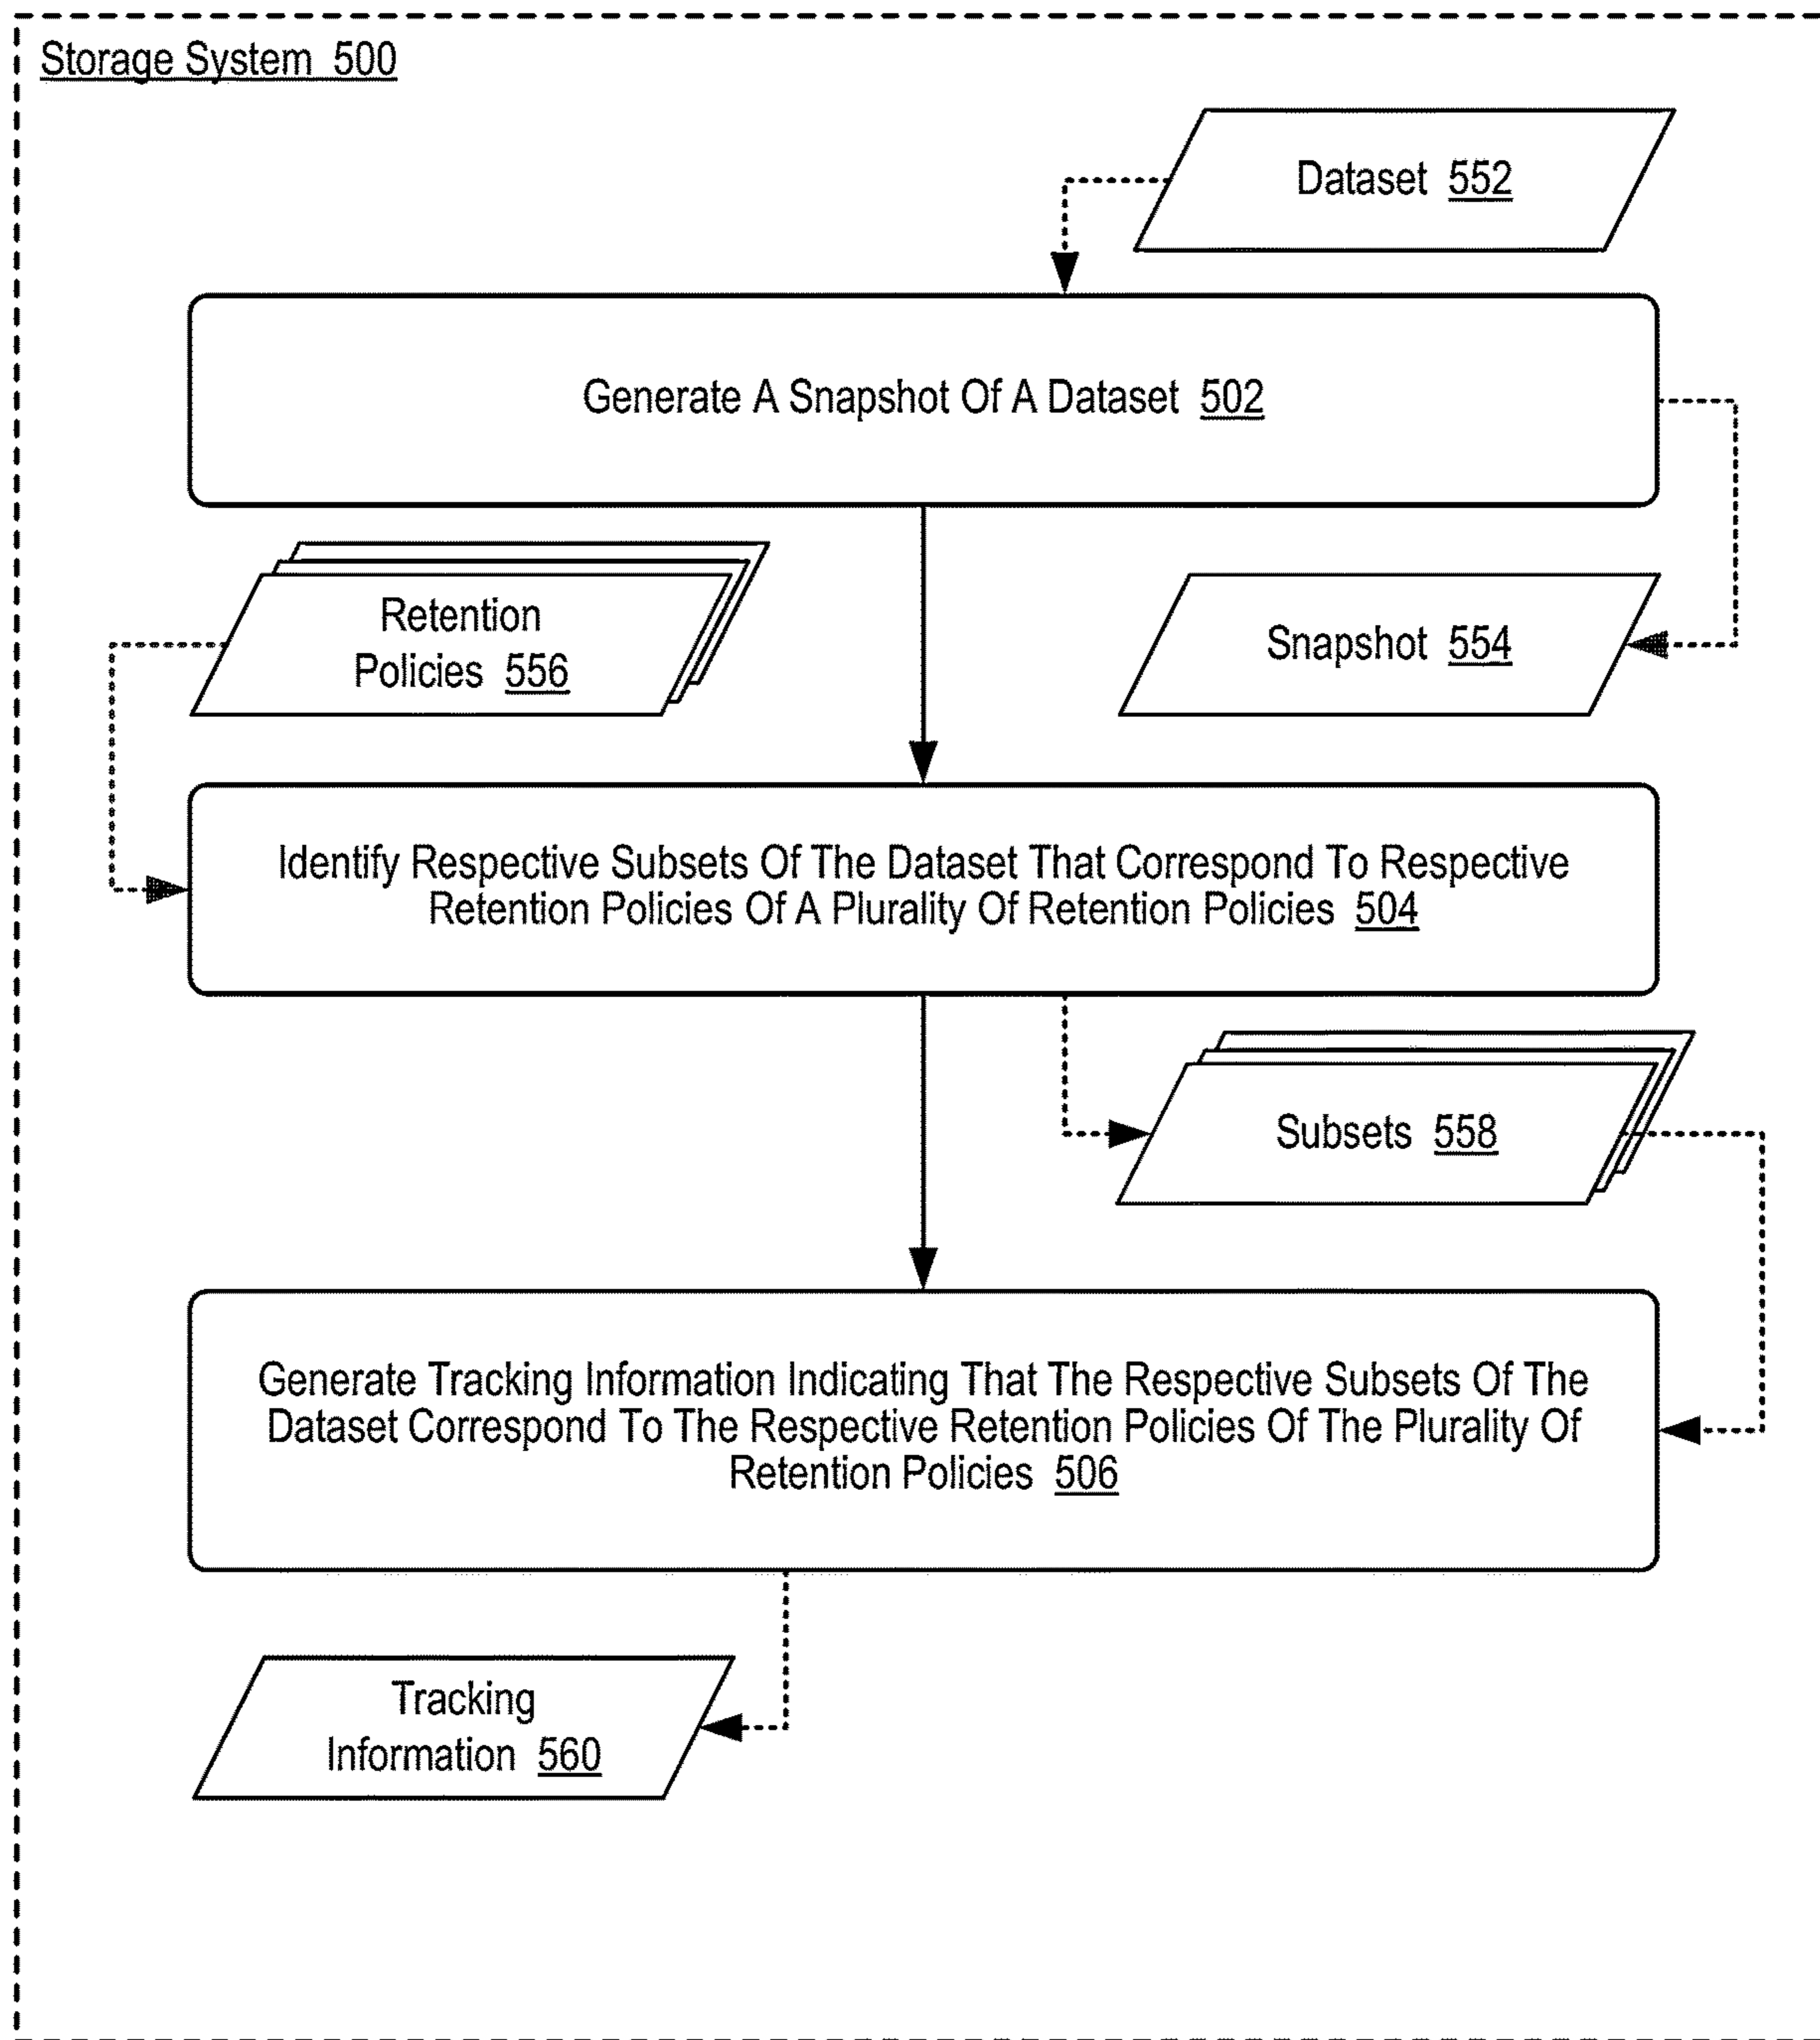 Storage System 500
Dataset 552
Generate A Snapshot Of A Dataset 502
Retention
Policies 556
Snapshot 554
Identify Respective Subsets Of The Dataset That Correspond To Respective
Retention Policies Of A Plurality Of Retention Policies 504
Subsets 558
Generate Tracking Information Indicating That The Respective Subsets Of The
Dataset Correspond To The Respective Retention Policies Of The Plurality Of
Retention Policies 506
Tracking
Information 560